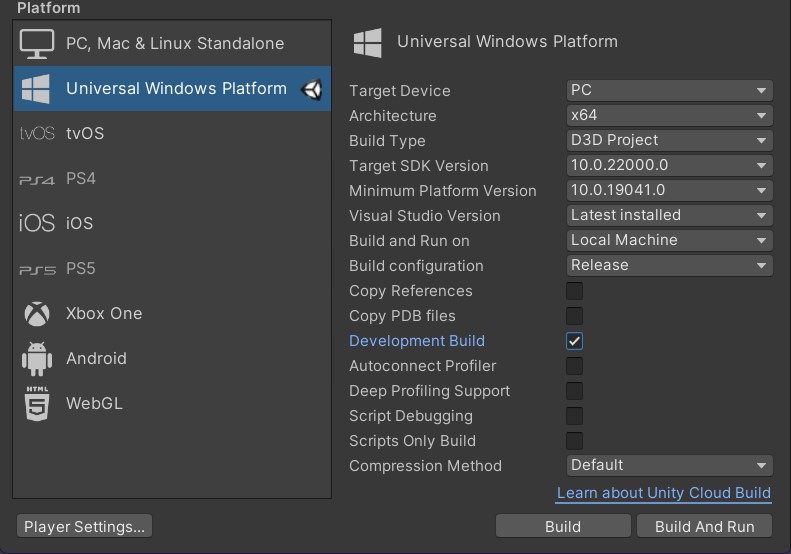 Platform
PC, Mac & Linux Standalone
Universal Windows Platform
tvOS tvOS
PS4 PS4
iOS iOS
PS5 PS5
Xbox One
Android
HTML 5 WebGL
Universal Windows Platform
Target Device PC
Architecture x64
Build Type D3D Project
Target SDK Version 10.0.22000.0
Minimum Platform Version 10.0.19041.0
Visual Studio Version Latest installed
Build and Run on Local Machine
Build configuration Release
Copy References
Copy PDB files
Development Build
Autoconnect Profiler
Deep Profiling Support
Script Debugging
Scripts Only Build
Compression Method Default
Learn about Unity Cloud Build
Player Settings... Build Build And Run